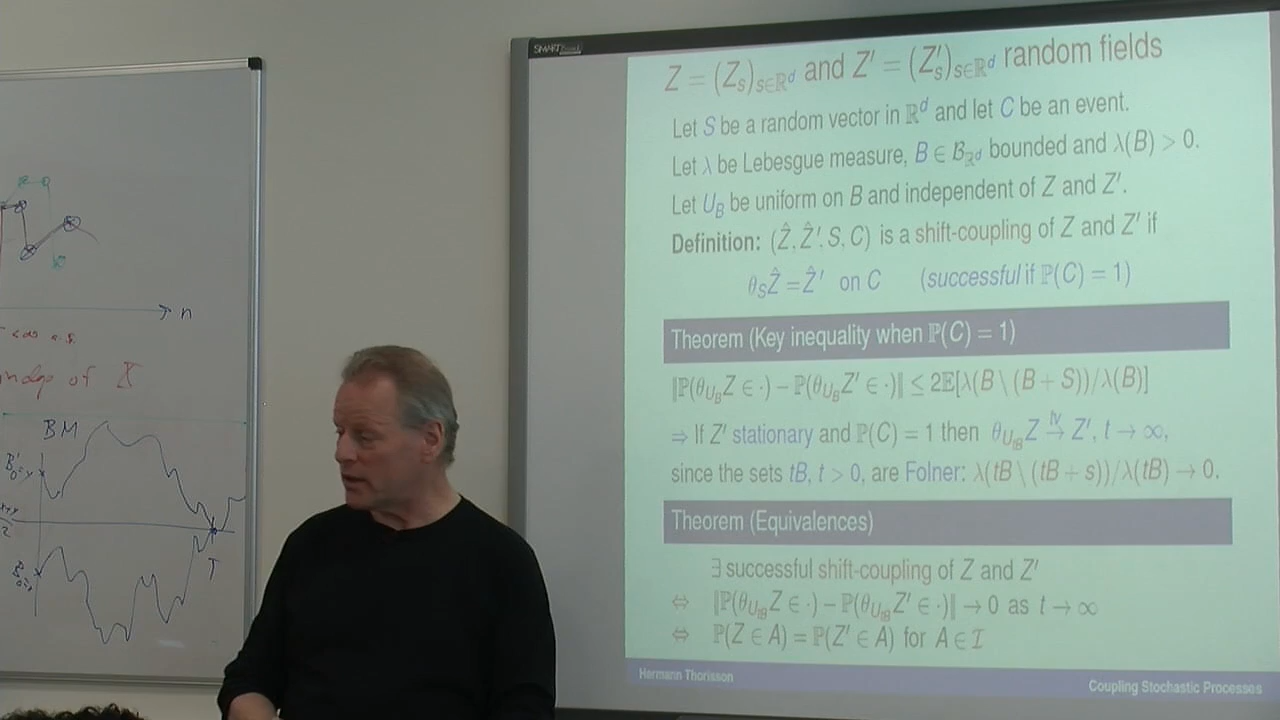 n
a.s.
indep of X
BM
T
SMART
Z = (Z_s)_{s∈ℝ^d} and Z′ = (Z′_s)_{s∈ℝ^d} random fields
Let S be a random vector in ℝ^d and let C be an event.
Let λ be Lebesgue measure, B ∈ 𝓑_{ℝ^d} bounded and λ(B) > 0.
Let U_B be uniform on B and independent of Z and Z′.
Definition: (Ẑ, Ẑ′, S, C) is a shift-coupling of Z and Z′ if
θ_S Ẑ = Ẑ′ on C (successful if ℙ(C) = 1)
Theorem (Key inequality when ℙ(C) = 1)
‖ℙ(θ_{U_B} Z ∈ ·) − ℙ(θ_{U_B} Z′ ∈ ·)‖ ≤ 2𝔼[λ(B \ (B + S))/λ(B)]
⇒ If Z′ stationary and ℙ(C) = 1 then θ_{U_{tB}} Z →^{tv} Z′, t → ∞,
since the sets tB, t > 0, are Folner: λ(tB \ (tB + s))/λ(tB) → 0.
Theorem (Equivalences)
∃ successful shift-coupling of Z and Z′
⇔ ‖ℙ(θ_{U_{tB}} Z ∈ ·) − ℙ(θ_{U_{tB}} Z′ ∈ ·)‖ → 0 as t → ∞
⇔ ℙ(Z ∈ A) = ℙ(Z′ ∈ A) for A ∈ 𝓘
Hermann Thorisson
Coupling Stochastic Processes